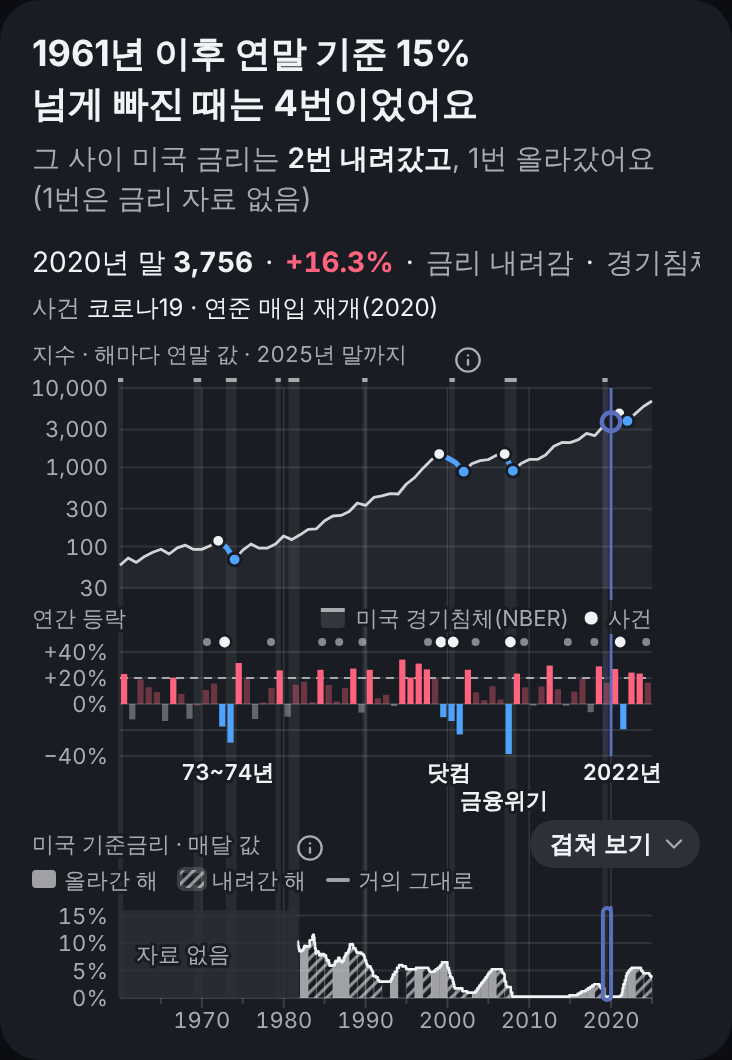 1961년 이후 연말 기준 15%
넘게 빠진 때는 4번이었어요
그 사이 미국 금리는 2번 내려갔고, 1번 올라갔어요
(1번은 금리 자료 없음)
2020년 말 3,756 · +16.3% · 금리 내려감 · 경기침
사건 코로나19 · 연준 매입 재개(2020)
지수 · 해마다 연말 값 · 2025년 말까지
10,000
3,000
1,000
300
100
30
연간 등락
미국 경기침체(NBER)
사건
+40%
+20%
0%
−40%
73~74년
닷컴
2022년
금융위기
미국 기준금리 · 매달 값
겹쳐 보기
올라간 해
내려간 해
거의 그대로
15%
10%
5%
0%
자료 없음
1970
1980
1990
2000
2010
2020